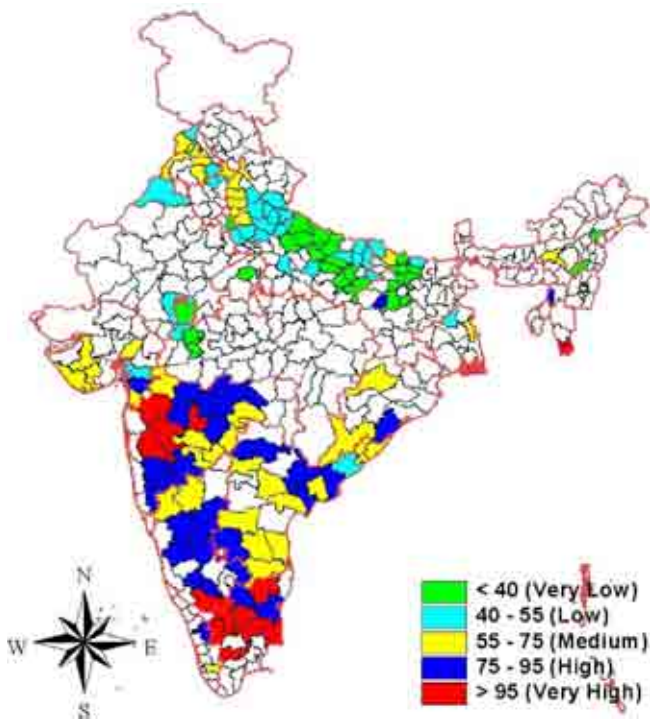 N
W E
S
< 40 (Very Low)
40 - 55 (Low)
55 - 75 (Medium)
75 - 95 (High)
> 95 (Very High)